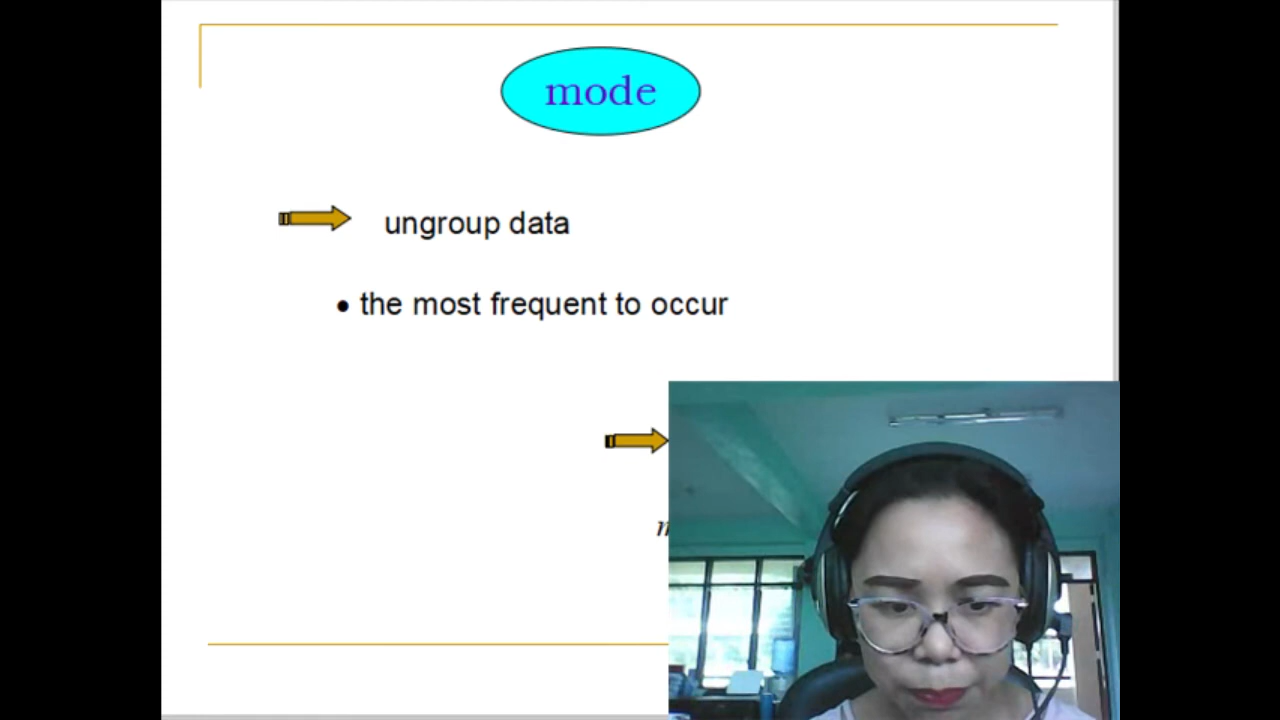 mode
ungroup data
• the most frequent to occur